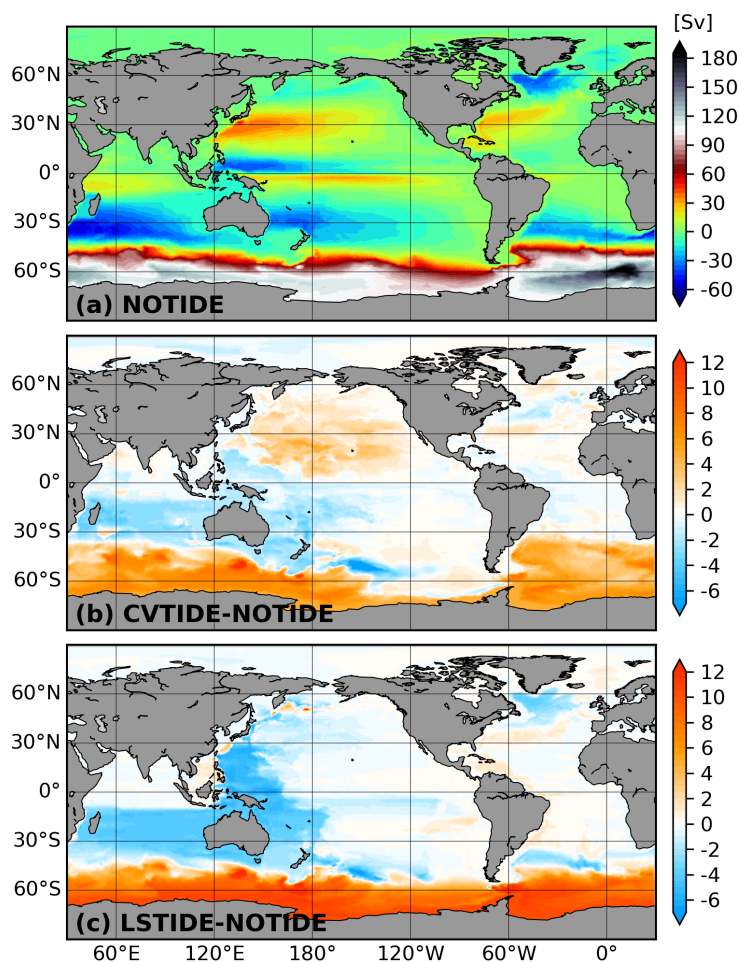 [Sv]
60°N
30°N
0°
30°S
60°S
(a) NOTIDE
180
150
120
90
60
30
0
-30
-60
60°N
30°N
0°
30°S
60°S
(b) CVTIDE-NOTIDE
12
10
8
6
4
2
0
-2
-4
-6
60°N
30°N
0°
30°S
60°S
(c) LSTIDE-NOTIDE
12
10
8
6
4
2
0
-2
-4
-6
60°E 120°E 180° 120°W 60°W 0°